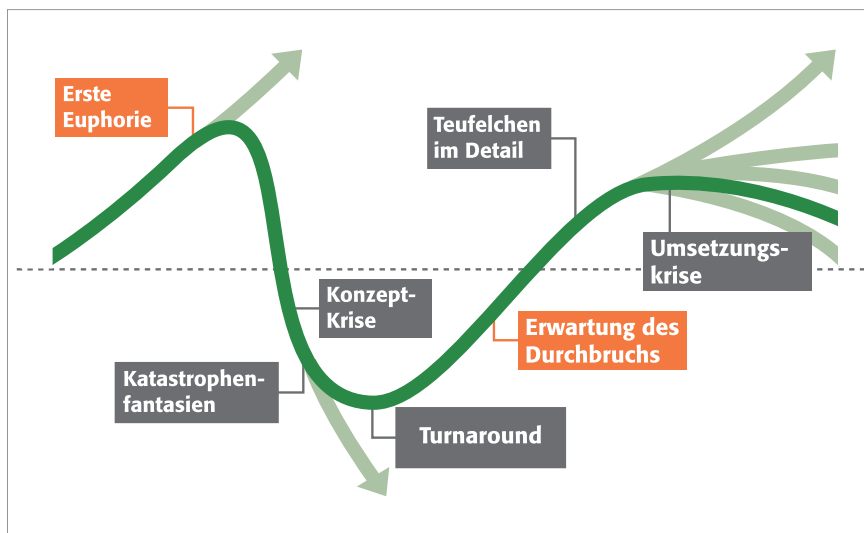 Erste
Euphorie
Teufelchen
im Detail
Umsetzungs-
krise
Konzept-
Krise
Erwartung des
Durchbruchs
Katastrophen-
fantasien
Turnaround